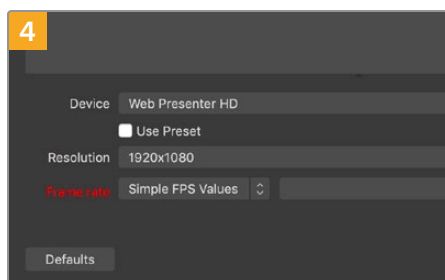 4
Device Web Presenter HD
Use Preset
Resolution 1920x1080
Frame rate Simple FPS Values
Defaults